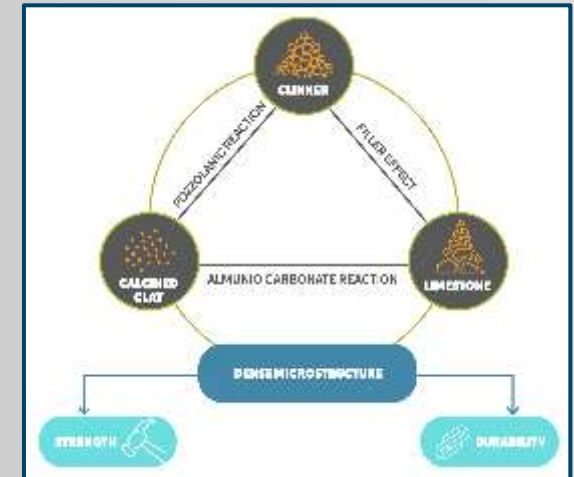 CLINKER
POZZOLANIC REACTION
FILLER EFFECT
CALCINED
CLAY
ALMUNIO CARBONATE REACTION
LIMESTONE
DENSE MICROSTRUCTURE
STRENGTH
DURABILITY